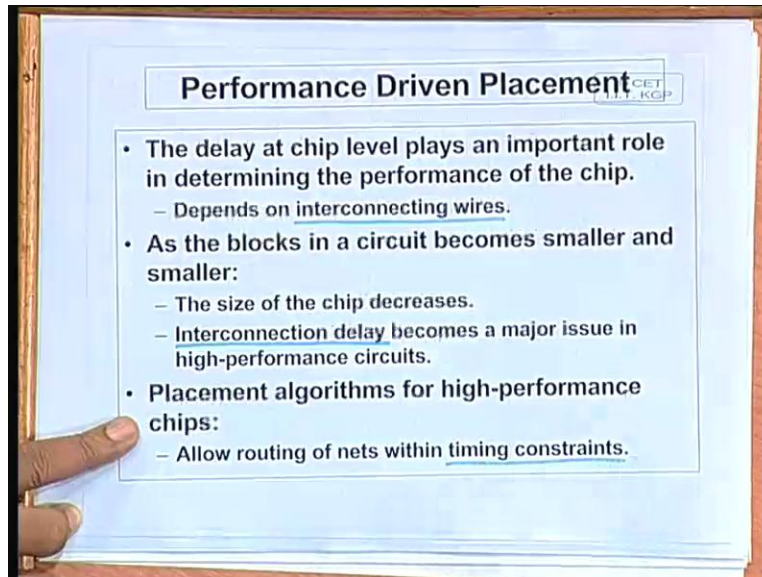 Performance Driven Placement
CET
I.I.T. KGP
• The delay at chip level plays an important role
in determining the performance of the chip.
– Depends on interconnecting wires.
• As the blocks in a circuit becomes smaller and
smaller:
– The size of the chip decreases.
– Interconnection delay becomes a major issue in
high-performance circuits.
• Placement algorithms for high-performance
chips:
– Allow routing of nets within timing constraints.